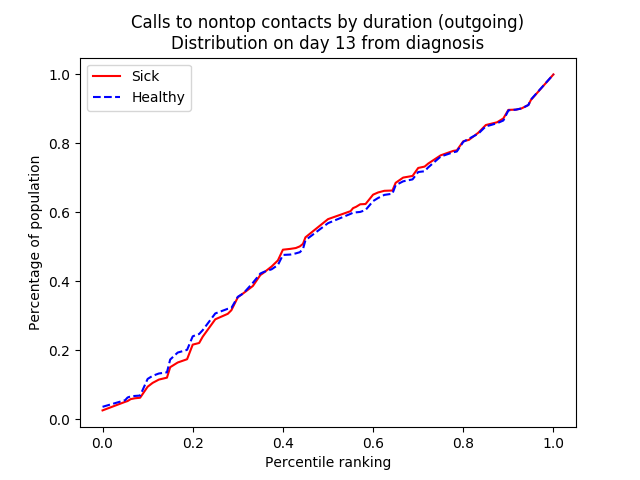 Calls to nontop contacts by duration (outgoing)
Distribution on day 13 from diagnosis
Sick
Healthy
Percentage of population
1.0
0.8
0.6
0.4
0.2
0.0
0.0 0.2 0.4 0.6 0.8 1.0
Percentile ranking